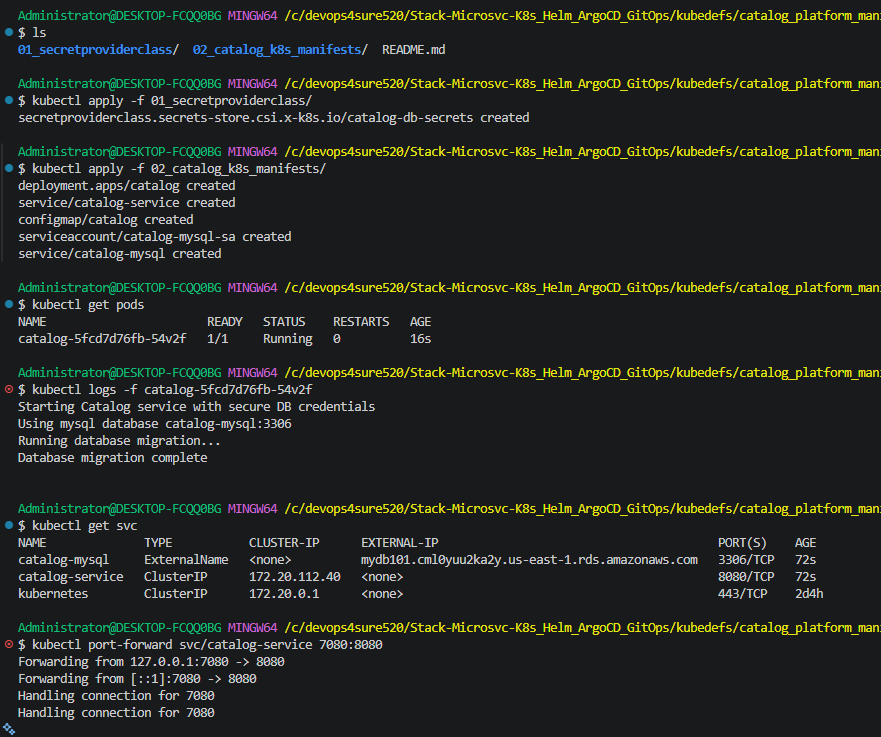 Administrator@DESKTOP-FCQQ0BG MINGW64 /c/devops4sure520/Stack-Microsvc-K8s_Helm_ArgoCD_GitOps/kubedefs/catalog_platform_mani
$ ls
01_secretproviderclass/  02_catalog_k8s_manifests/  README.md
Administrator@DESKTOP-FCQQ0BG MINGW64 /c/devops4sure520/Stack-Microsvc-K8s_Helm_ArgoCD_GitOps/kubedefs/catalog_platform_mani
$ kubectl apply -f 01_secretproviderclass/
secretproviderclass.secrets-store.csi.x-k8s.io/catalog-db-secrets created
Administrator@DESKTOP-FCQQ0BG MINGW64 /c/devops4sure520/Stack-Microsvc-K8s_Helm_ArgoCD_GitOps/kubedefs/catalog_platform_mani
$ kubectl apply -f 02_catalog_k8s_manifests/
deployment.apps/catalog created
service/catalog-service created
configmap/catalog created
serviceaccount/catalog-mysql-sa created
service/catalog-mysql created
Administrator@DESKTOP-FCQQ0BG MINGW64 /c/devops4sure520/Stack-Microsvc-K8s_Helm_ArgoCD_GitOps/kubedefs/catalog_platform_mani
$ kubectl get pods
NAME                       READY   STATUS    RESTARTS   AGE
catalog-5fcd7d76fb-54v2f   1/1     Running   0          16s
Administrator@DESKTOP-FCQQ0BG MINGW64 /c/devops4sure520/Stack-Microsvc-K8s_Helm_ArgoCD_GitOps/kubedefs/catalog_platform_mani
$ kubectl logs -f catalog-5fcd7d76fb-54v2f
Starting Catalog service with secure DB credentials
Using mysql database catalog-mysql:3306
Running database migration...
Database migration complete
Administrator@DESKTOP-FCQQ0BG MINGW64 /c/devops4sure520/Stack-Microsvc-K8s_Helm_ArgoCD_GitOps/kubedefs/catalog_platform_mani
$ kubectl get svc
NAME              TYPE           CLUSTER-IP      EXTERNAL-IP                                        PORT(S)    AGE
catalog-mysql     ExternalName   <none>          mydb101.cml0yuu2ka2y.us-east-1.rds.amazonaws.com   3306/TCP   72s
catalog-service   ClusterIP      172.20.112.40   <none>                                             8080/TCP   72s
kubernetes        ClusterIP      172.20.0.1      <none>                                             443/TCP    2d4h
Administrator@DESKTOP-FCQQ0BG MINGW64 /c/devops4sure520/Stack-Microsvc-K8s_Helm_ArgoCD_GitOps/kubedefs/catalog_platform_mani
$ kubectl port-forward svc/catalog-service 7080:8080
Forwarding from 127.0.0.1:7080 -> 8080
Forwarding from [::1]:7080 -> 8080
Handling connection for 7080
Handling connection for 7080